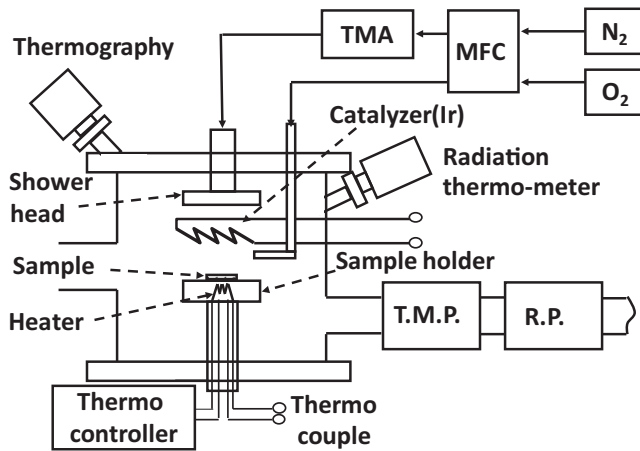 Thermography
TMA
MFC
N2
O2
Catalyzer(Ir)
Radiation
thermo-meter
Shower
head
Sample
Sample holder
Heater
T.M.P.
R.P.
Thermo
controller
Thermo
couple